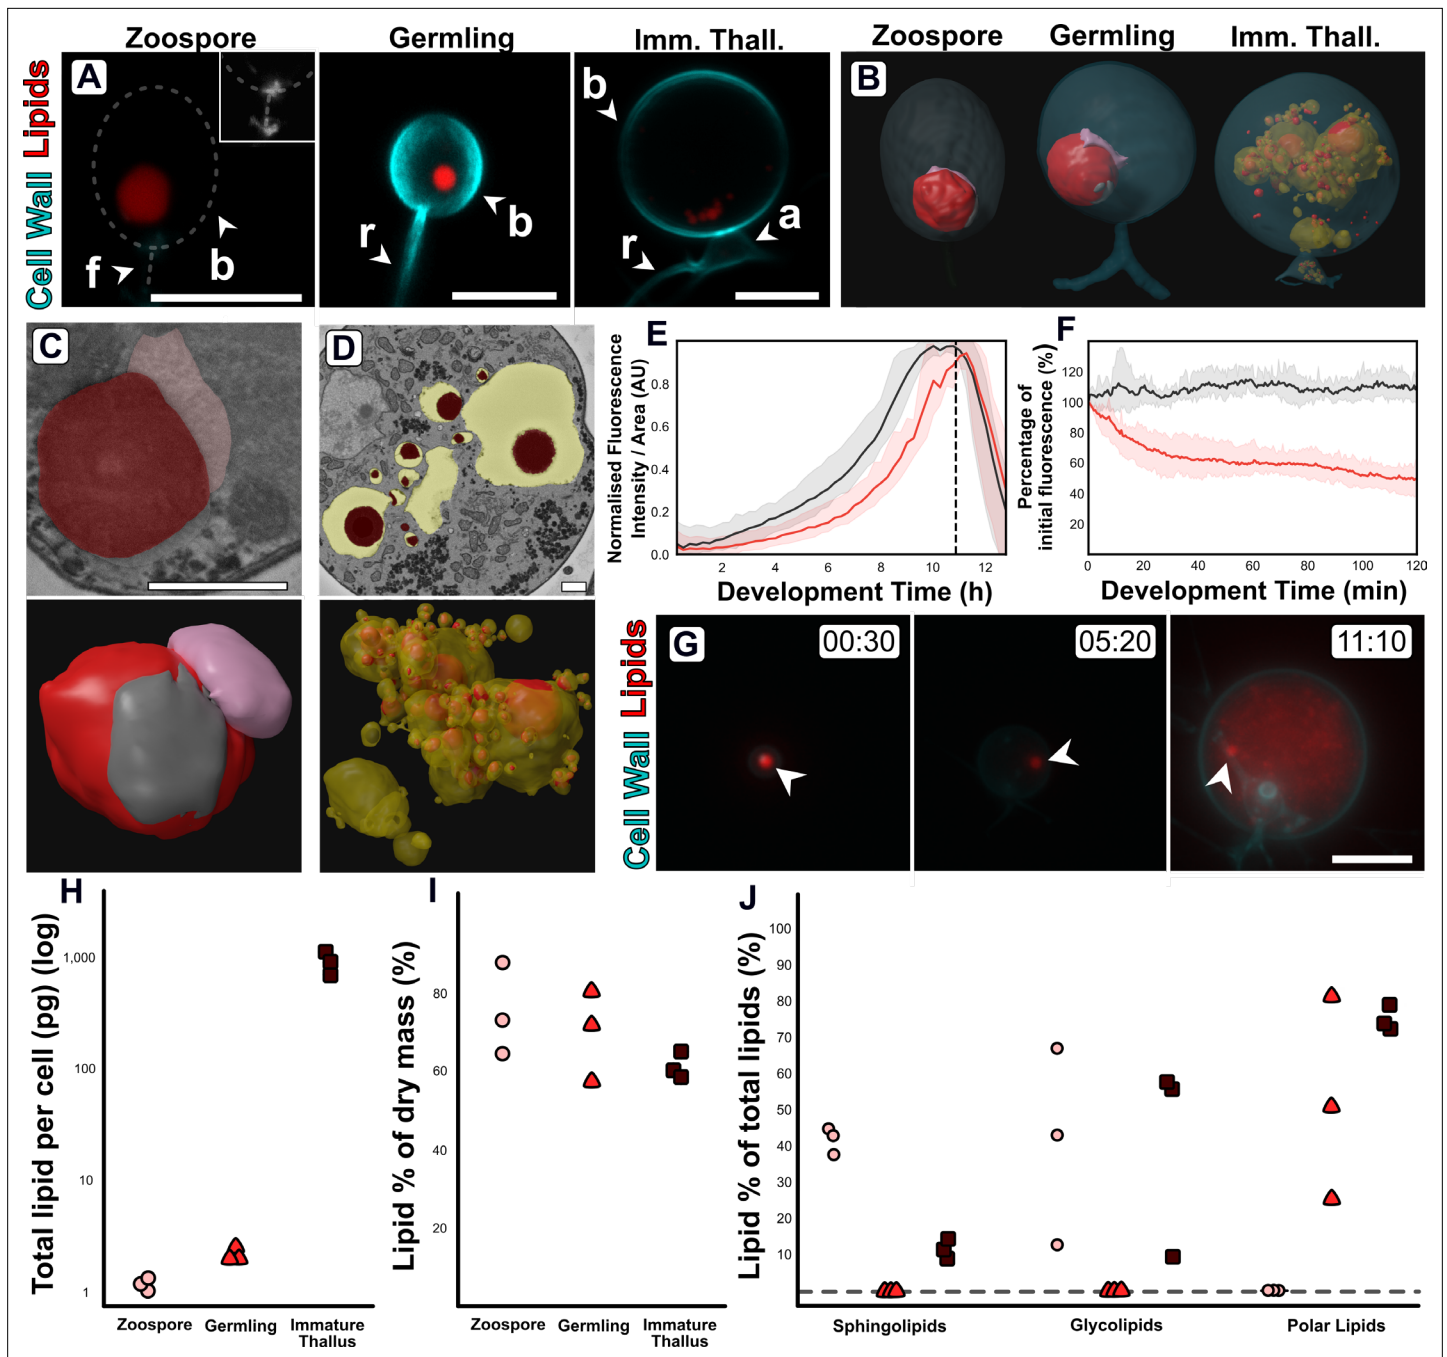 Zoospore Germling Imm. Thall.
Cell Wall Lipids
A
f
b
r
b
b
r
a
Zoospore Germling Imm. Thall.
B
C
D
E
Normalised Fluorescence
Intensity / Area (AU)
0.8
0.6
0.4
0.2
0.0
2 4 6 8 10 12
Development Time (h)
F
Percentage of
initial fluorescence (%)
120
100
80
60
40
20
0 20 40 60 80 100 120
Development Time (min)
Cell Wall Lipids
G
00:30
05:20
11:10
H
Total lipid per cell (pg) (log)
1,000
100
10
1
Zoospore Germling Immature
Thallus
I
Lipid % of dry mass (%)
80
60
40
20
Zoospore Germling Immature
Thallus
J
Lipid % of total lipids (%)
100
90
80
70
60
50
40
30
20
10
Sphingolipids Glycolipids Polar Lipids